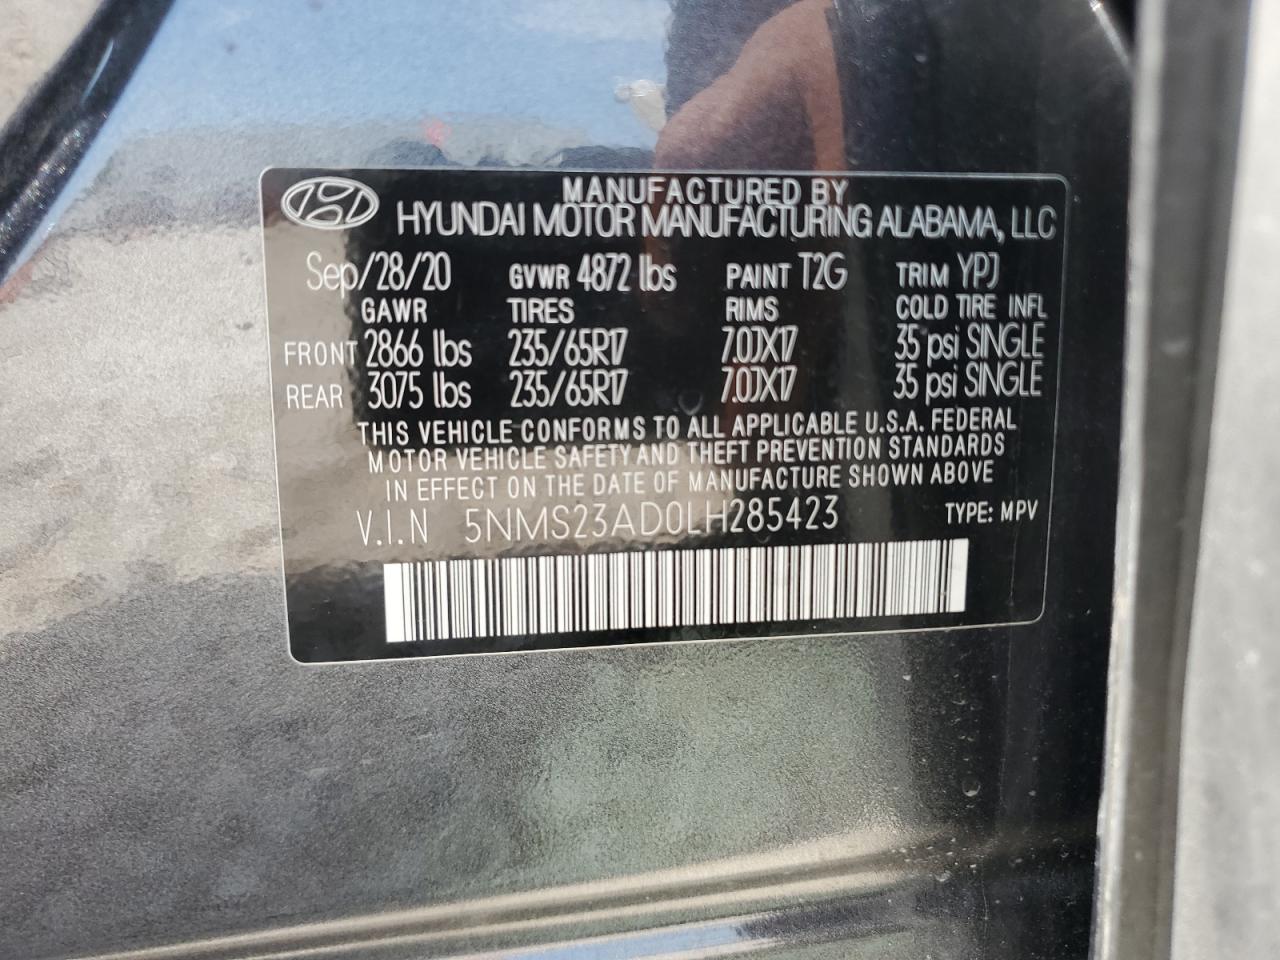 MANUFACTURED BY
HYUNDAI MOTOR MANUFACTURING ALABAMA, LLC
Sep/28/20 GVWR 4872 lbs PAINT T2G TRIM YPJ
GAWR TIRES RIMS COLD TIRE INFL
FRONT 2866 lbs 235/65R17 7.0JX17 35 psi SINGLE
REAR 3075 lbs 235/65R17 7.0JX17 35 psi SINGLE
THIS VEHICLE CONFORMS TO ALL APPLICABLE U.S.A. FEDERAL
MOTOR VEHICLE SAFETY AND THEFT PREVENTION STANDARDS
IN EFFECT ON THE DATE OF MANUFACTURE SHOWN ABOVE
V.I.N 5NMS23AD0LH285423 TYPE: MPV